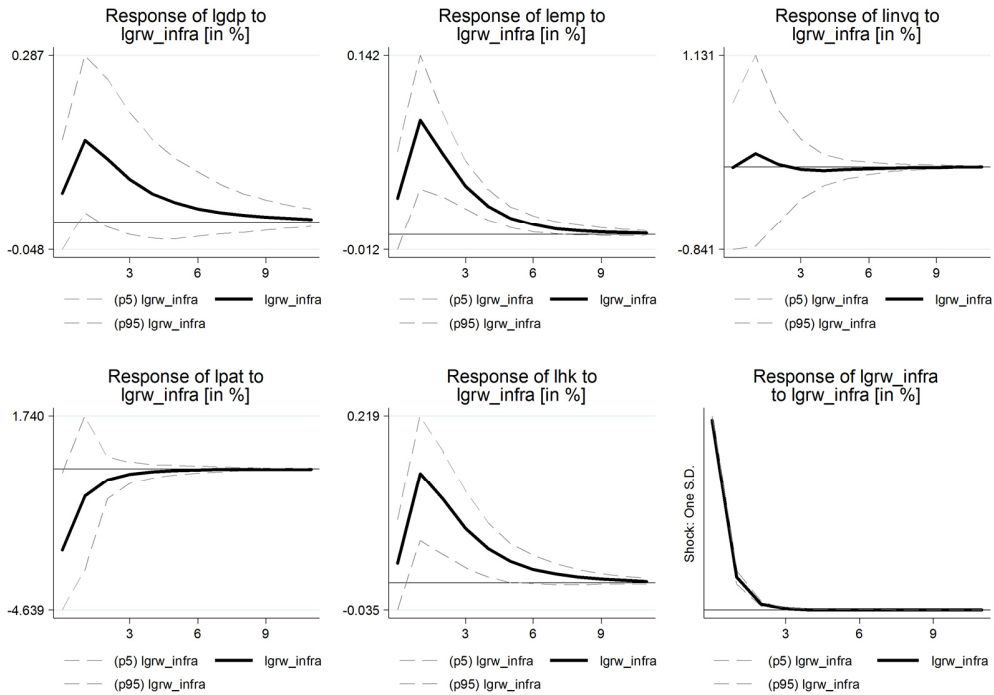 Response of lgdp to
lgrw_infra [in %]
0.287
-0.048
3 6 9
(p5) lgrw_infra lgrw_infra
(p95) lgrw_infra
Response of lemp to
lgrw_infra [in %]
0.142
-0.012
3 6 9
(p5) lgrw_infra lgrw_infra
(p95) lgrw_infra
Response of linvq to
lgrw_infra [in %]
1.131
-0.841
3 6 9
(p5) lgrw_infra lgrw_infra
(p95) lgrw_infra
Response of lpat to
lgrw_infra [in %]
1.740
-4.639
3 6 9
(p5) lgrw_infra lgrw_infra
(p95) lgrw_infra
Response of lhk to
lgrw_infra [in %]
0.219
-0.035
3 6 9
(p5) lgrw_infra lgrw_infra
(p95) lgrw_infra
Response of lgrw_infra
to lgrw_infra [in %]
Shock: One S.D.
3 6 9
(p5) lgrw_infra lgrw_infra
(p95) lgrw_infra